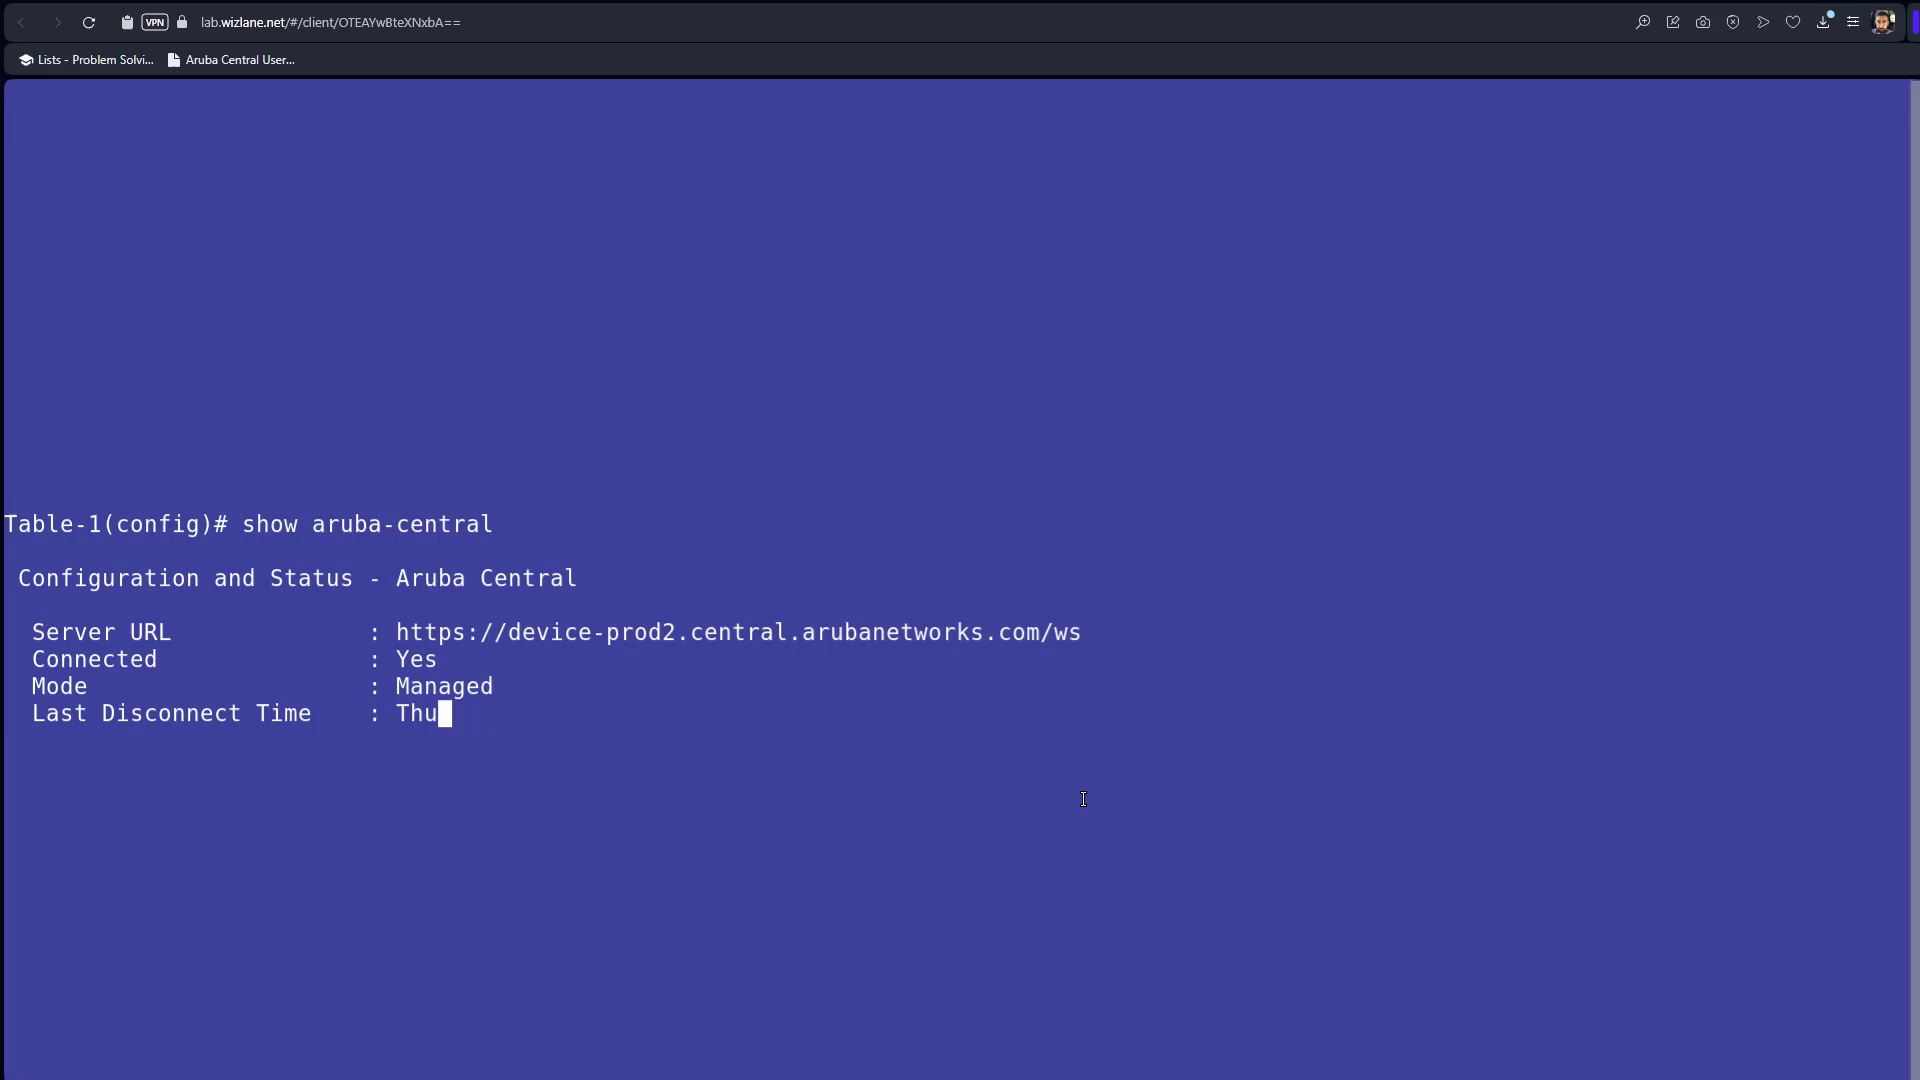 VPN
lab.wizlane.net/#/client/OTEAYwBteXNxbA==
Lists - Problem Solvi...
Aruba Central User...
Table-1(config)# show aruba-central
Configuration and Status - Aruba Central
Server URL : https://device-prod2.central.arubanetworks.com/ws
Connected : Yes
Mode : Managed
Last Disconnect Time : Thu